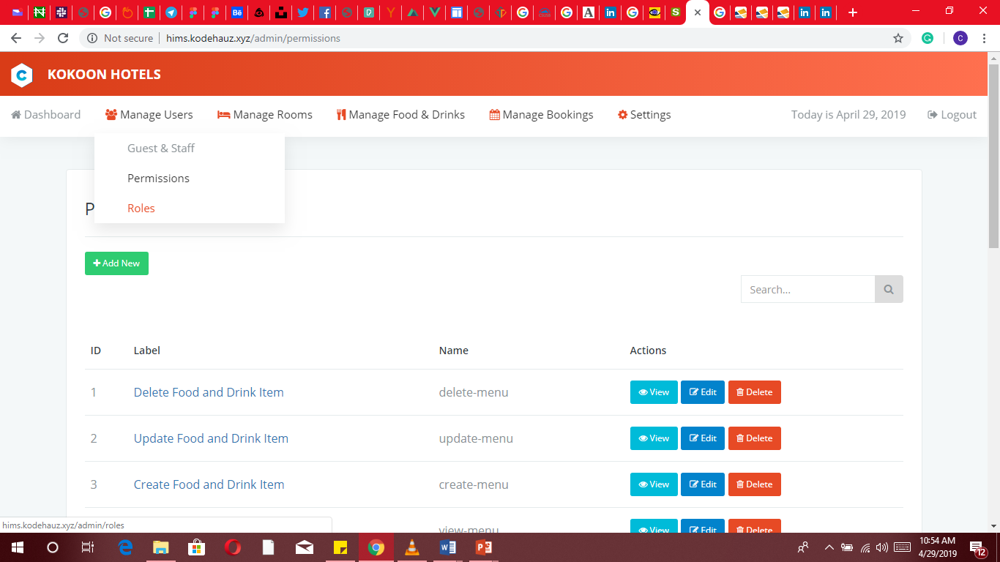 Not secure | hims.kodehauz.xyz/admin/permissions
C
C KOKOON HOTELS
Dashboard Manage Users Manage Rooms Manage Food & Drinks Manage Bookings Settings Today is April 29, 2019 Logout
Guest & Staff
Permissions
Roles
P
Add New
Search...
ID Label Name Actions
1 Delete Food and Drink Item delete-menu View Edit Delete
2 Update Food and Drink Item update-menu View Edit Delete
3 Create Food and Drink Item create-menu View Edit Delete
view-menu View Edit Delete
hims.kodehauz.xyz/admin/roles
10:54 AM
4/29/2019
12